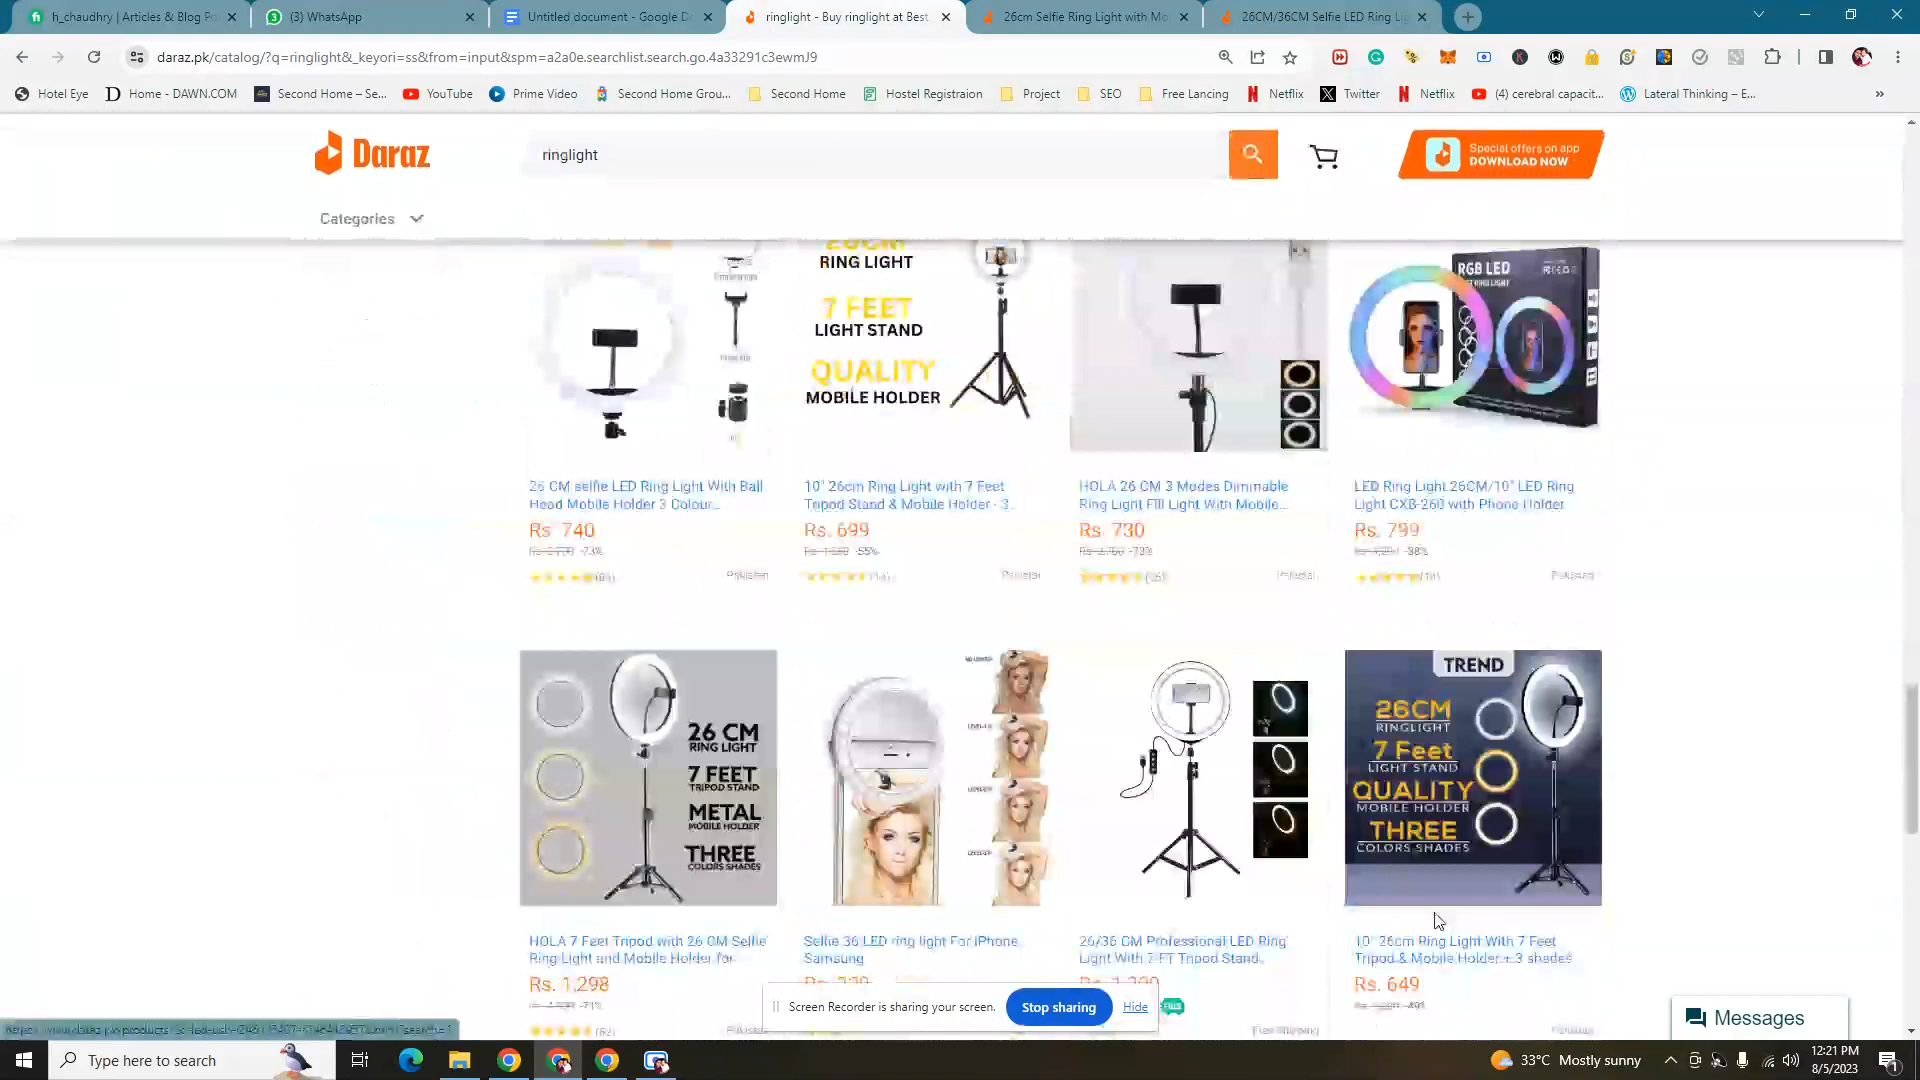 h_chaudhry | Articles & Blog Po
(3) WhatsApp
Untitled document - Google D
ringlight - Buy ringlight at Best
26cm Selfie Ring Light with Mo
26CM/36CM Selfie LED Ring Lig
daraz.pk/catalog/?q=ringlight&_keyori=ss&from=input&spm=a2a0e.searchlist.search.go.4a33291c3ewmJ9
Hotel Eye
Home - DAWN.COM
Second Home – Se...
YouTube
Prime Video
Second Home Grou...
Second Home
Hostel Registraion
Project
SEO
Free Lancing
Netflix
Twitter
Netflix
(4) cerebral capacit...
Lateral Thinking – E...
Daraz
ringlight
Special offers on app
DOWNLOAD NOW
Categories
RING LIGHT
7 FEET
LIGHT STAND
QUALITY
MOBILE HOLDER
RGB LED
26 CM selfie LED Ring Light With Ball
Head Mobile Holder 3 Colour...
Rs. 740
-73%
Pakistan
10" 26cm Ring Light with 7 Feet
Tripod Stand & Mobile Holder - 3...
Rs. 699
-55%
Pakistan
HOLA 26 CM 3 Modes Dimmable
Ring Light Fill Light With Mobile...
Rs. 730
-73%
Pakistan
LED Ring Light 26CM/10" LED Ring
Light CXB-260 with Phone Holder
Rs. 799
-38%
Pakistan
26 CM
RING LIGHT
7 FEET
TRIPOD STAND
METAL
MOBILE HOLDER
THREE
COLORS SHADES
TREND
26CM
RINGLIGHT
7 Feet
LIGHT STAND
QUALITY
MOBILE HOLDER
THREE
COLORS SHADES
HOLA 7 Feet Tripod with 26 CM Selfie
Ring Light and Mobile Holder for
Rs. 1,298
-71%
Pakistan
Selfie 36 LED ring light For iPhone,
Samsung
26/36 CM Professional LED Ring
Light With 7 FT Tripod Stand...
10" 26cm Ring Light With 7 Feet
Tripod & Mobile Holder + 3 shades
Rs. 649
Pakistan
Screen Recorder is sharing your screen.
Stop sharing
Hide
Messages
Type here to search
33°C Mostly sunny
12:21 PM
8/5/2023